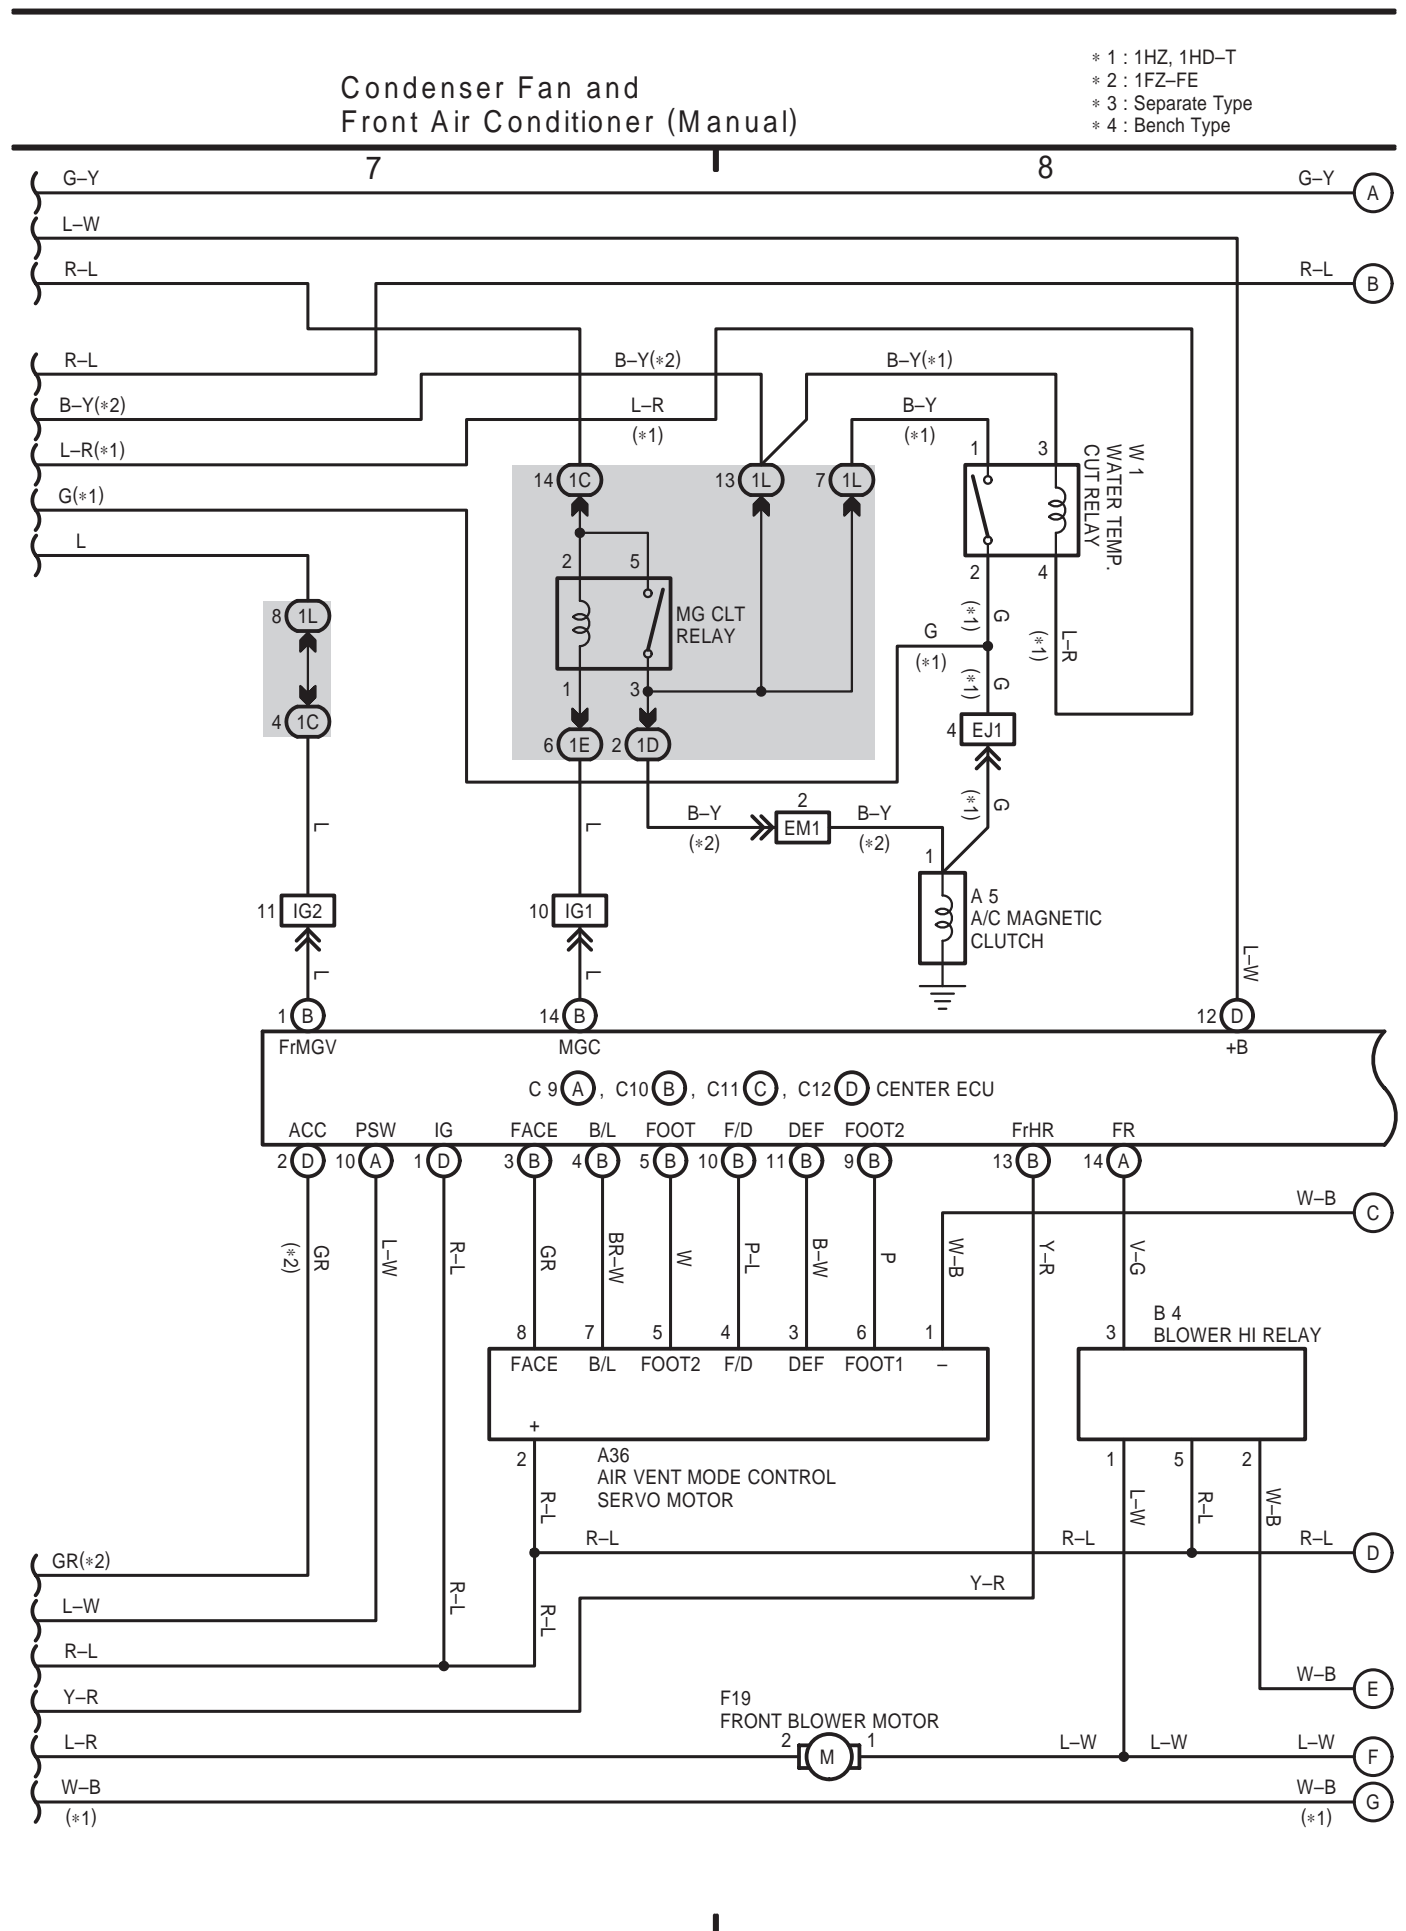 Condenser Fan and
Front Air Conditioner (Manual)
∗ 1 : 1HZ, 1HD–T
∗ 2 : 1FZ–FE
∗ 3 : Separate Type
∗ 4 : Bench Type
7 8
G–Y G–Y A
L–W
R–L R–L B
R–L B–Y(∗2) B–Y(∗1)
B–Y(∗2) L–R B–Y
(∗1) (∗1)
L–R(∗1) 1 3
W 1
WATER TEMP.
CUT RELAY
14 1C 13 1L 7 1L
G(∗1)
L
2 5 2 4
8 1L
MG CLT
RELAY
G
(∗1)
L–R
(∗1)
G
(∗1)
G
(∗1)
1 3
4 1C 6 1E 2 1D 4 EJ1
G
(∗1)
L L
B–Y 2 B–Y
(∗2) EM1 (∗2)
1
A 5
A/C MAGNETIC
CLUTCH
11 IG2 10 IG1
L L L–W
1 B 14 B 12 D
FrMGV MGC +B
C 9 A , C10 B , C11 C , C12 D CENTER ECU
ACC PSW IG FACE B/L FOOT F/D DEF FOOT2 FrHR FR
2 D 10 A 1 D 3 B 4 B 5 B 10 B 11 B 9 B 13 B 14 A
W–B C
GR
(∗2)
L–W R–L GR BR–W W P–L B–W P W–B Y–R V–G
B 4
BLOWER HI RELAY
8 7 5 4 3 6 1 3
FACE B/L FOOT2 F/D DEF FOOT1 –
+
2
A36
AIR VENT MODE CONTROL
SERVO MOTOR
1 5 2
R–L L–W R–L W–B
R–L R–L R–L D
GR(∗2)
R–L R–L Y–R
L–W
R–L
W–B E
Y–R
F19
FRONT BLOWER MOTOR
L–R 2 M 1 L–W L–W L–W F
W–B W–B G
(∗1) (∗1)